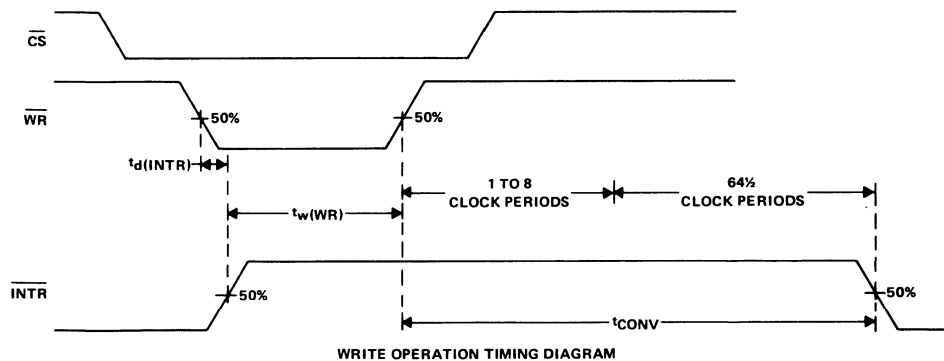 CS
WR
50%
50%
td(INTR)
1 TO 8
CLOCK PERIODS
64½
CLOCK PERIODS
tw(WR)
INTR
50%
50%
tCONV
WRITE OPERATION TIMING DIAGRAM